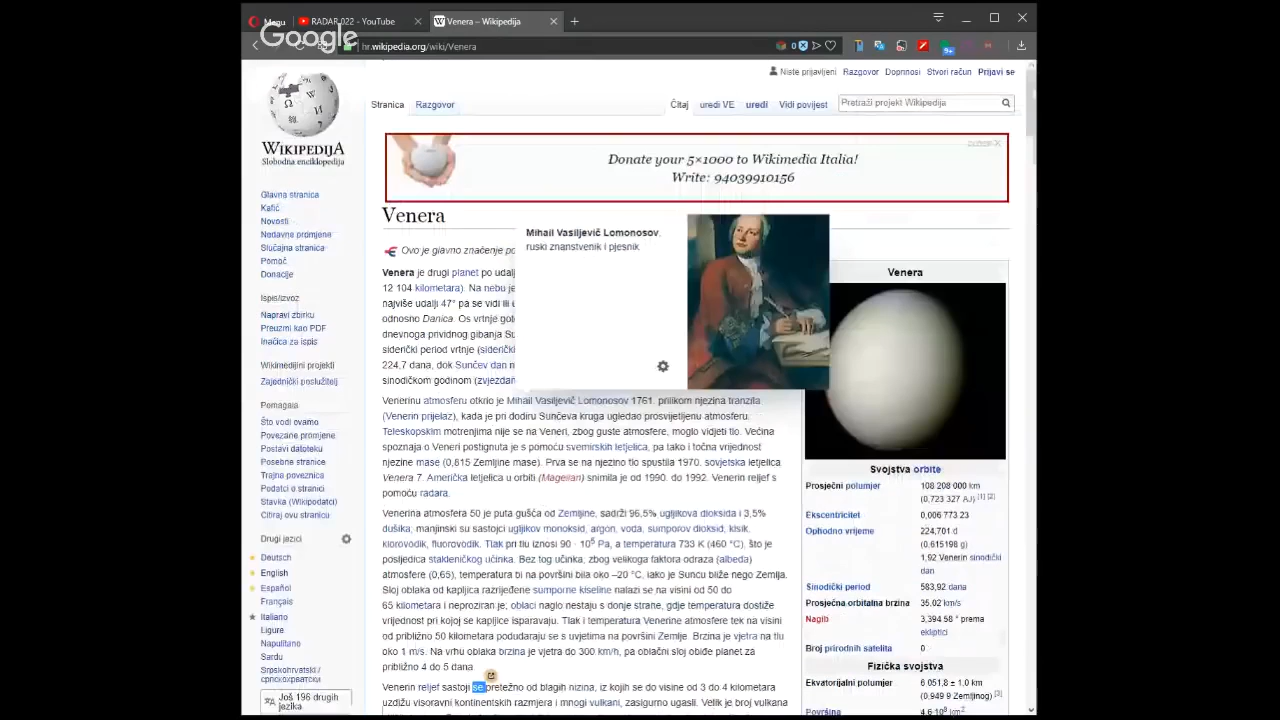 Menu
RADAR 022 - YouTube
Venera – Wikipedija
Google
hr.wikipedia.org/wiki/Venera
0
9+
Niste prijavljeni
Razgovor
Doprinosi
Stvori račun
Prijavi se
Stranica
Razgovor
Čitaj
uredi VE
uredi
Vidi povijest
Pretraži projekt Wikipedija
WIKIPEDIJA
Slobodna enciklopedija
Donate your 5×1000 to Wikimedia Italia!
Write: 94039910156
Glavna stranica
Kafić
Novosti
Nedavne promjene
Slučajna stranica
Pomoć
Donacije
Ispis/izvoz
Napravi zbirku
Preuzmi kao PDF
Inačica za ispis
Wikimedijini projekti
Zajednički poslužitelj
Pomagala
Što vodi ovamo
Povezane promjene
Postavi datoteku
Posebne stranice
Trajna poveznica
Podatci o stranici
Stavka (Wikipodatci)
Citiraj ovu stranicu
Drugi jezici
Deutsch
English
Español
Français
Italiano
Ligure
Napulitano
Sardu
Srpskohrvatski /
српскохрватски
Još 196 drugih
jezika
Venera
Ovo je glavno značenje po
Mihail Vasiljevič Lomonosov,
ruski znanstvenik i pjesnik.
Venera je drugi planet po udalj
12 104 kilometara). Na nebu je
najviše udalji 47° pa se vidi ili
odnosno Danica. Os vrtnje goto
dnevnoga prividnog gibanja Su
siderički period vrtnje (siderički
224,7 dana, dok Sunčev dan n
sinodičkom godinom (zvjezdan
Venerinu atmosferu otkrio je Mihail Vasiljevič Lomonosov 1761. prilikom njezina tranzita
(Venerin prijelaz), kada je pri dodiru Sunčeva kruga ugledao prosvijetljenu atmosferu.
Teleskopskim motrenjima nije se na Veneri, zbog guste atmosfere, moglo vidjeti tlo. Većina
spoznaja o Veneri postignuta je s pomoću svemirskih letjelica, pa tako i točna vrijednost
njezine mase (0,815 Zemljine mase). Prva se na njezino tlo spustila 1970. sovjetska letjelica
Venera 7. Američka letjelica u orbiti (Magellan) snimila je od 1990. do 1992. Venerin reljef s
pomoću radara.
Venerina atmosfera 50 je puta gušća od Zemljine, sadrži 96,5% ugljikova dioksida i 3,5%
dušika; manjinski su sastojci ugljikov monoksid, argon, voda, sumporov dioksid, kisik,
klorovodik, fluorovodik. Tlak pri tlu iznosi 90 · 10⁵ Pa, a temperatura 733 K (460 °C), što je
posljedica stakleničkog učinka. Bez tog učinka, zbog velikoga faktora odraza (albeda)
atmosfere (0,65), temperatura bi na površini bila oko –20 °C, iako je Suncu bliže nego Zemlja.
Sloj oblaka od kapljica razrijeđene sumporne kiseline nalazi se na visini od 50 do
65 kilometara i neproziran je; oblaci naglo nestaju s donje strane, gdje temperatura dostiže
vrijednost pri kojoj se kapljice isparavaju. Tlak i temperatura Venerine atmosfere tek na visini
od približno 50 kilometara podudaraju se s uvjetima na površini Zemlje. Brzina je vjetra na tlu
oko 1 m/s. Na vrhu oblaka brzina je vjetra do 300 km/h, pa oblačni sloj obiđe planet za
približno 4 do 5 dana
Venerin reljef sastoji se pretežno od blagih nizina, iz kojih se do visine od 3 do 4 kilometara
uzdižu visoravni kontinentskih razmjera i mnogi vulkani, zasigurno ugasli. Velik je broj vulkana
Venera
Svojstva orbite
Prosječni polumjer 108 208 000 km
(0,723 327 AJ) [1] [2]
Ekscentricitet 0,006 773 23
Ophodno vrijeme 224,701 d
(0.615198 g)
1,92 Venerin sinodički
dan
Sinodički period 583,92 dana
Prosječna orbitalna brzina 35,02 km/s
Nagib 3,394.58 ° prema
ekliptici
Broj prirodnih satelita 0
Fizička svojstva
Ekvatorijalni polumjer 6 051,8 ± 1,0 km
(0.949 9 Zemljinog) [3]
Površina 4,6·10⁸ km²